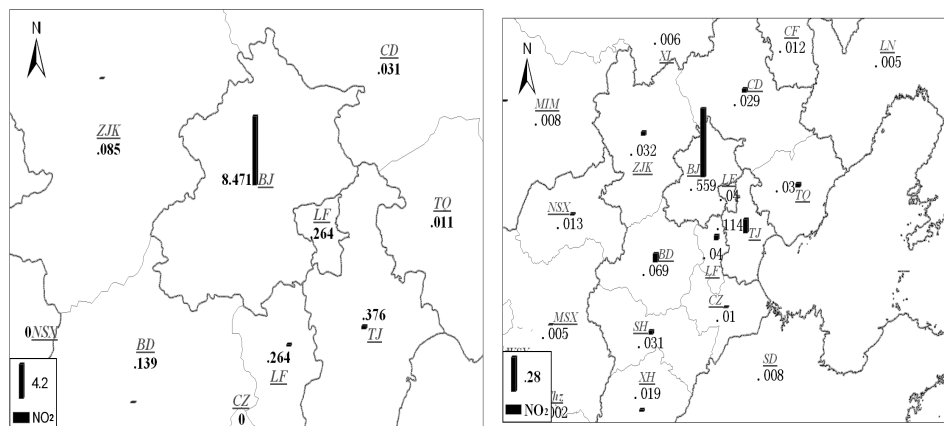 N
CD
.031
ZJK
.085
8.471 BJ
TQ
.011
LF
.264
.376
TJ
0 NSX
BD
.139
.264
LF
CZ
0
4.2
NO2
N
.006
XL
CF
.012
LN
.005
CD
.029
MIM
.008
.032
ZJK
BJ
.559
LF
.04
.03
TQ
NSX
.013
.114
TJ
BD
.069
.04
LF
CZ
.01
MSX
.005
SH
.031
SD
.008
XH
.019
.002
.28
NO2